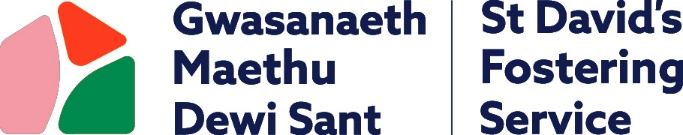 Gwasanaeth
Maethu
Dewi Sant
St David's
Fostering
Service